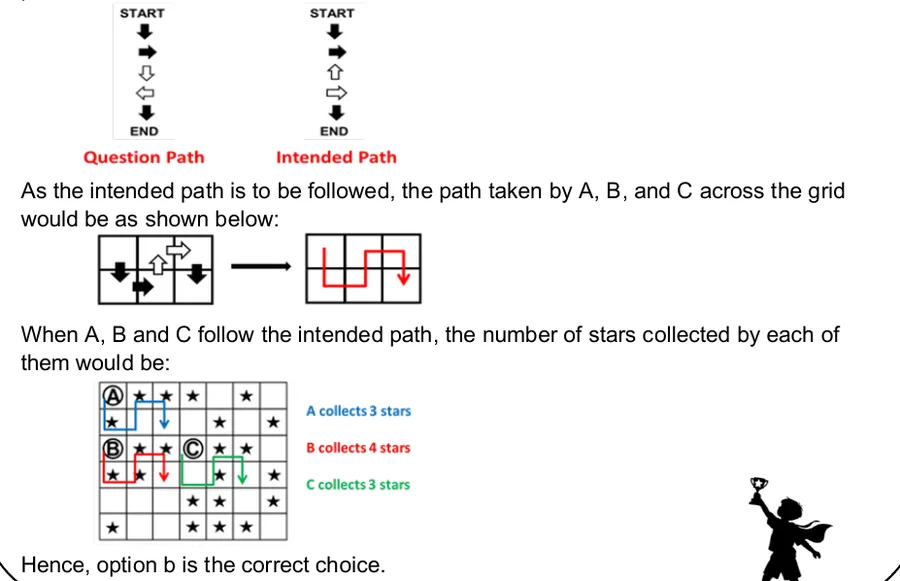 START START
END END
Question Path Intended Path
As the intended path is to be followed, the path taken by A, B, and C across the grid
would be as shown below:
When A, B and C follow the intended path, the number of stars collected by each of
them would be:
A
A collects 3 stars
B C
B collects 4 stars
C collects 3 stars
Hence, option b is the correct choice.